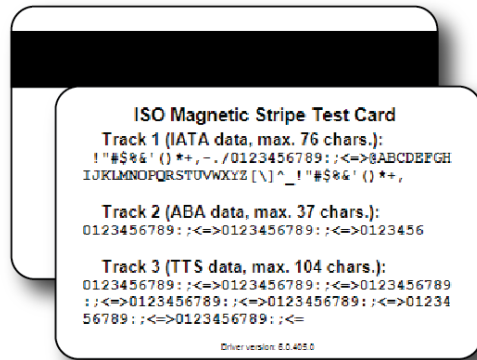 ISO Magnetic Stripe Test Card
Track 1 (IATA data, max. 76 chars.):
 !"#$%&'()*+,-./0123456789:;<=>@ABCDEFGH
IJKLMNOPQRSTUVWXYZ[\]^_!"#$%&'()*+,
Track 2 (ABA data, max. 37 chars.):
0123456789:;<=>0123456789:;<=>0123456
Track 3 (TTS data, max. 104 chars.):
0123456789:;<=>0123456789:;<=>0123456789
:;<=>0123456789:;<=>0123456789:;<=>01234
56789:;<=>0123456789:;<=
Driver version: 6.0.405.0